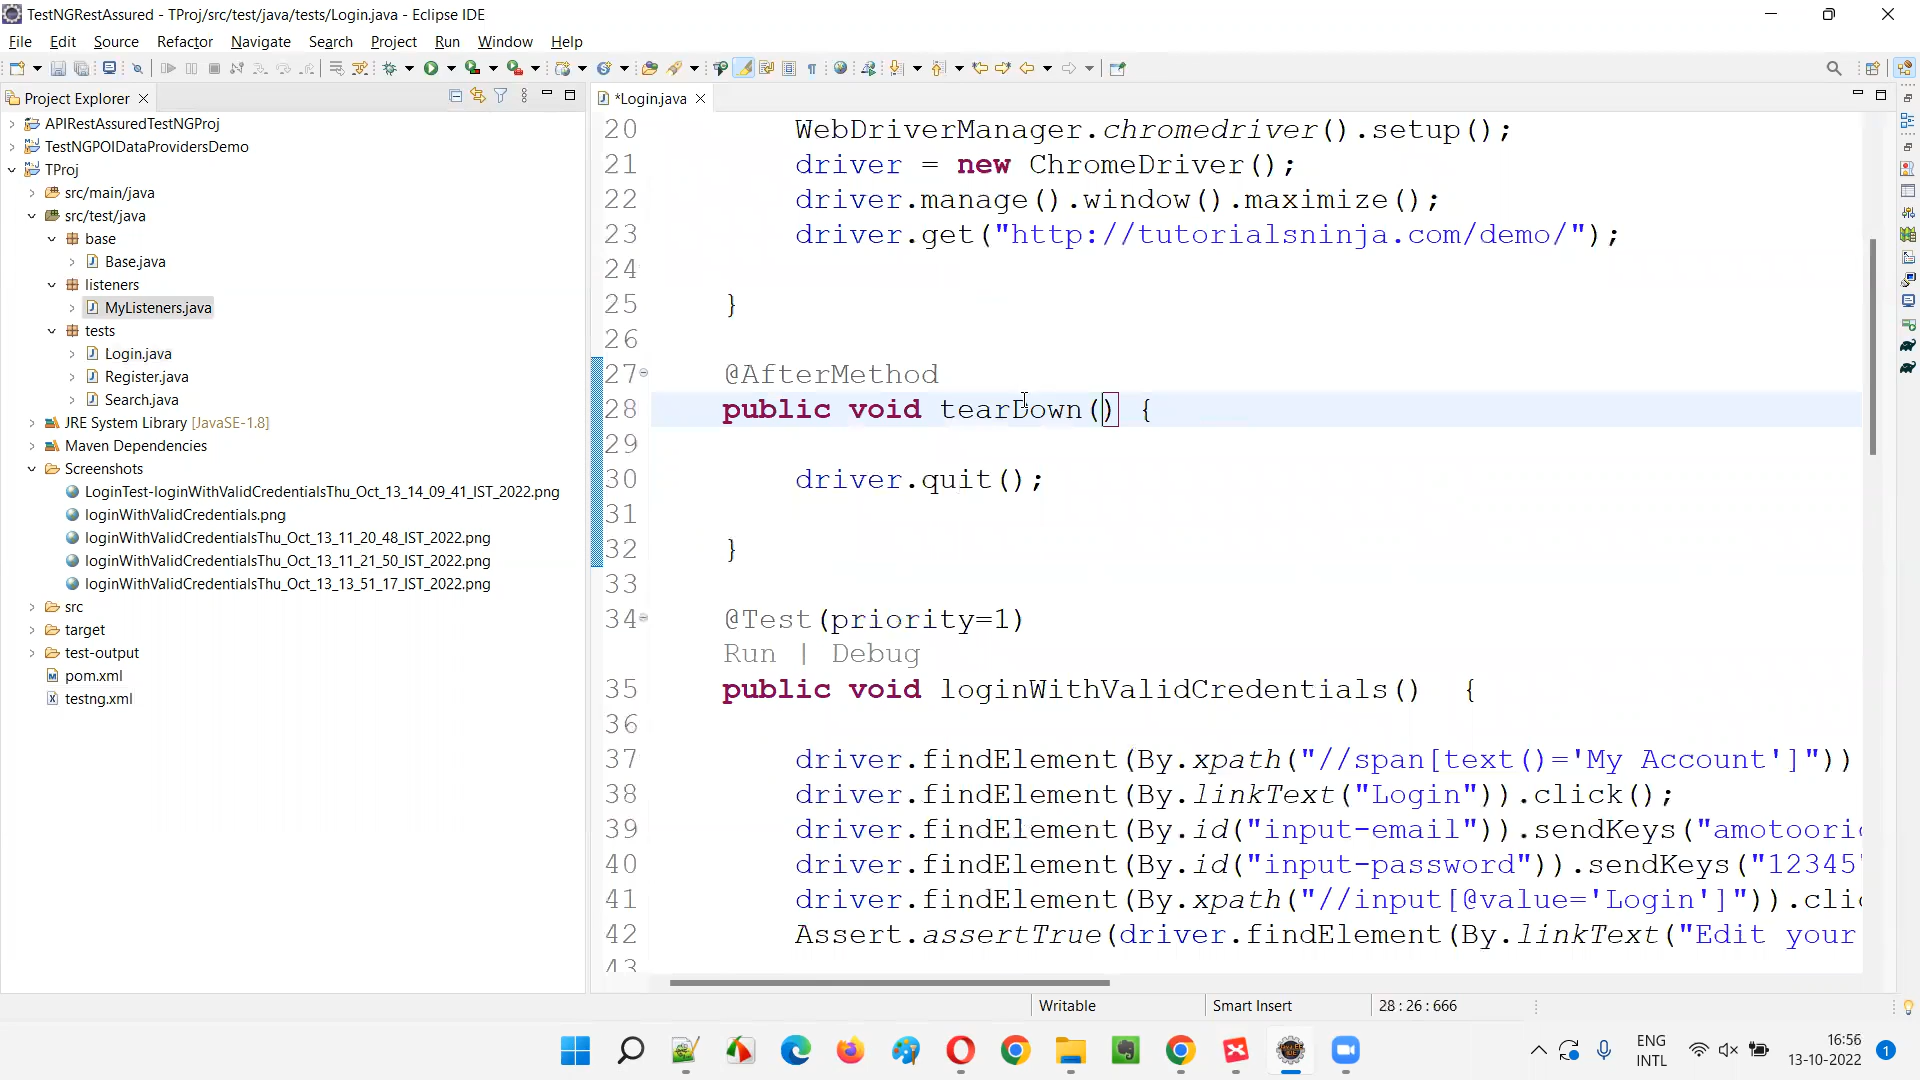 TestNGRestAssured - TProj/src/test/java/tests/Login.java - Eclipse IDE
File Edit Source Refactor Navigate Search Project Run Window Help
Project Explorer
*Login.java
APIRestAssuredTestNGProj
TestNGPOIDataProvidersDemo
TProj
src/main/java
src/test/java
base
Base.java
listeners
MyListeners.java
tests
Login.java
Register.java
Search.java
JRE System Library [JavaSE-1.8]
Maven Dependencies
Screenshots
LoginTest-loginWithValidCredentialsThu_Oct_13_14_09_41_IST_2022.png
loginWithValidCredentials.png
loginWithValidCredentialsThu_Oct_13_11_20_48_IST_2022.png
loginWithValidCredentialsThu_Oct_13_11_21_50_IST_2022.png
loginWithValidCredentialsThu_Oct_13_13_51_17_IST_2022.png
src
target
test-output
pom.xml
testng.xml
20 WebDriverManager.chromedriver().setup();
21 driver = new ChromeDriver();
22 driver.manage().window().maximize();
23 driver.get("http://tutorialsninja.com/demo/");
24
25 }
26
27 @AfterMethod
28 public void tearDown() {
29
30 driver.quit();
31
32 }
33
34 @Test(priority=1)
Run | Debug
35 public void loginWithValidCredentials() {
36
37 driver.findElement(By.xpath("//span[text()='My Account']"))
38 driver.findElement(By.linkText("Login")).click();
39 driver.findElement(By.id("input-email")).sendKeys("amotoori
40 driver.findElement(By.id("input-password")).sendKeys("12345"
41 driver.findElement(By.xpath("//input[@value='Login']")).clic
42 Assert.assertTrue(driver.findElement(By.linkText("Edit your
43
Writable Smart Insert 28 : 26 : 666
ENG
INTL
16:56
13-10-2022
1